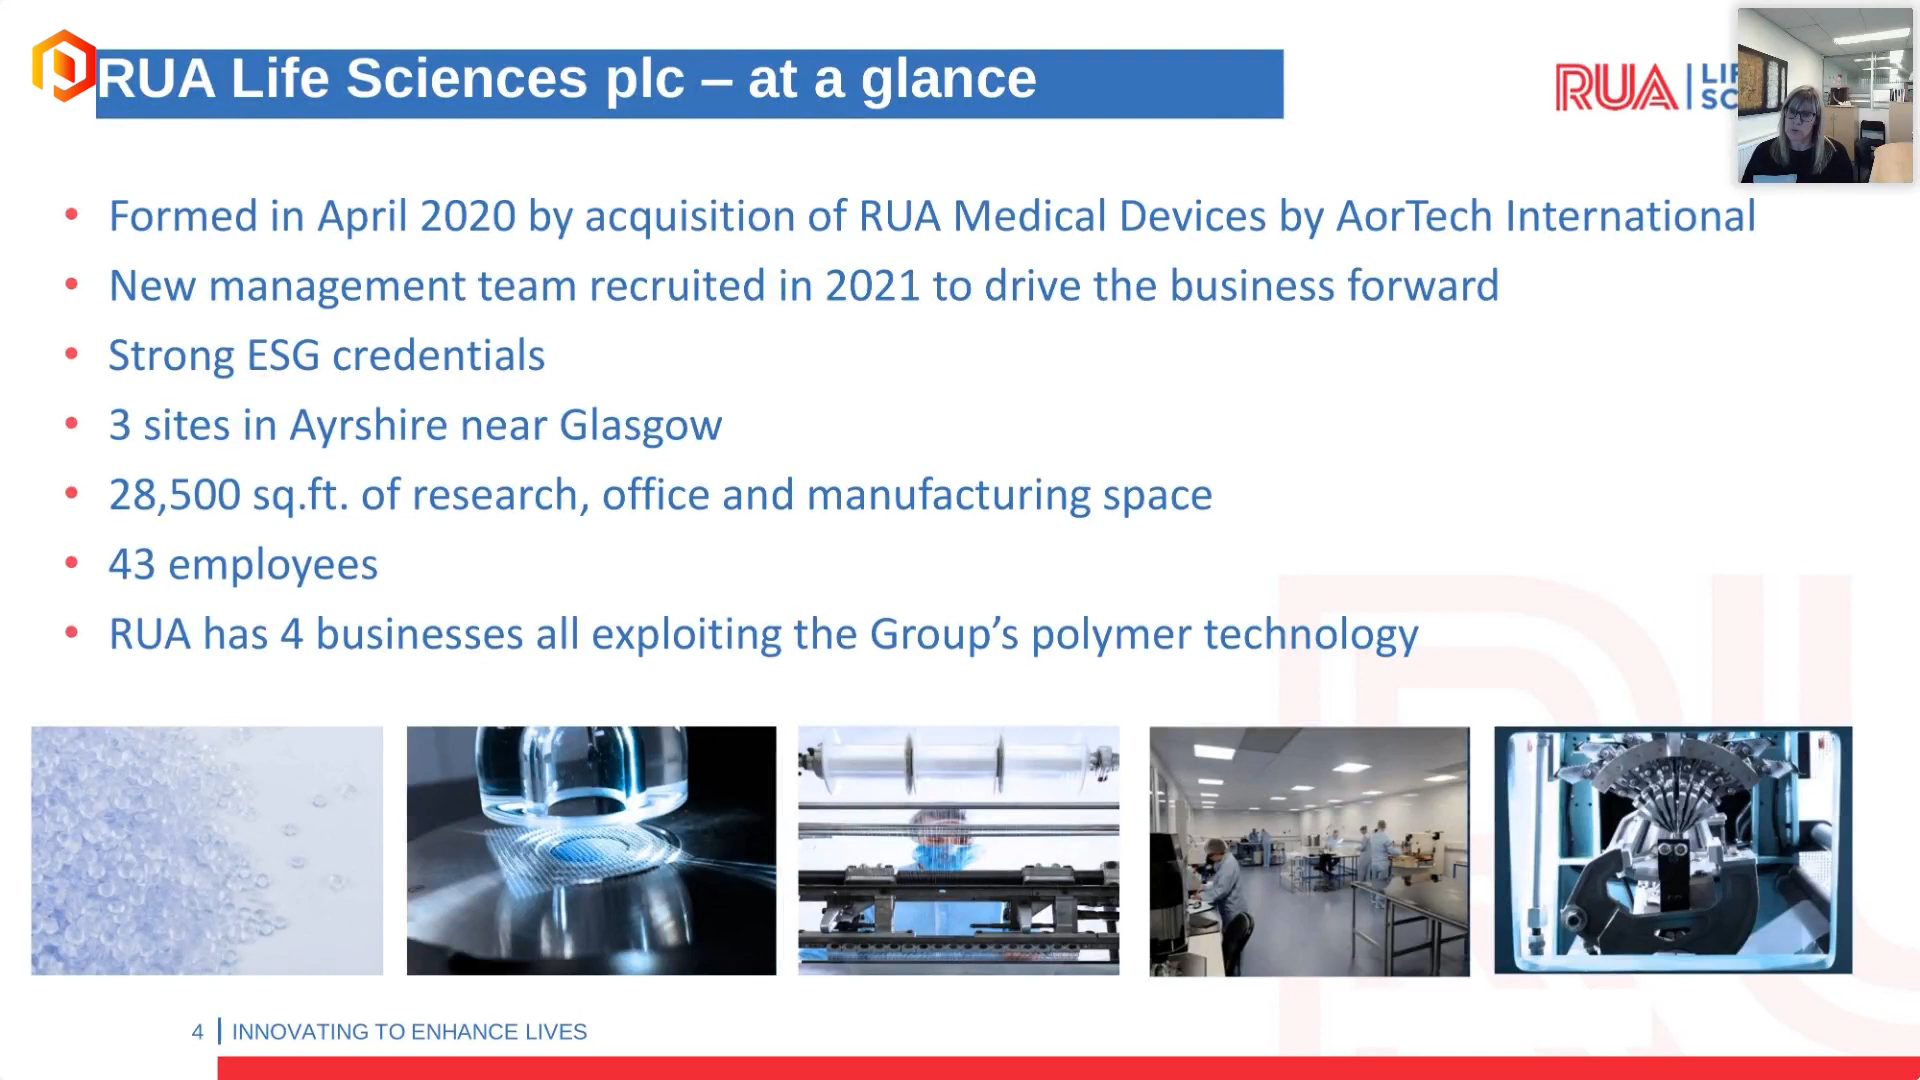 RUA Life Sciences plc – at a glance
RUA
• Formed in April 2020 by acquisition of RUA Medical Devices by AorTech International
• New management team recruited in 2021 to drive the business forward
• Strong ESG credentials
• 3 sites in Ayrshire near Glasgow
• 28,500 sq.ft. of research, office and manufacturing space
• 43 employees
• RUA has 4 businesses all exploiting the Group’s polymer technology
4 | INNOVATING TO ENHANCE LIVES